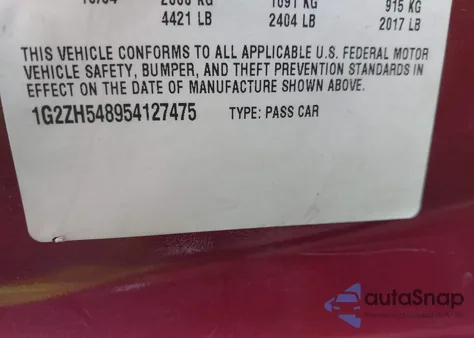 4421 LB 2404 LB 2017 LB
THIS VEHICLE CONFORMS TO ALL APPLICABLE U.S. FEDERAL MOTOR
VEHICLE SAFETY, BUMPER, AND THEFT PREVENTION STANDARDS IN
EFFECT ON THE DATE OF MANUFACTURE SHOWN ABOVE.
1G2ZH548954127475 TYPE: PASS CAR
autoSnap